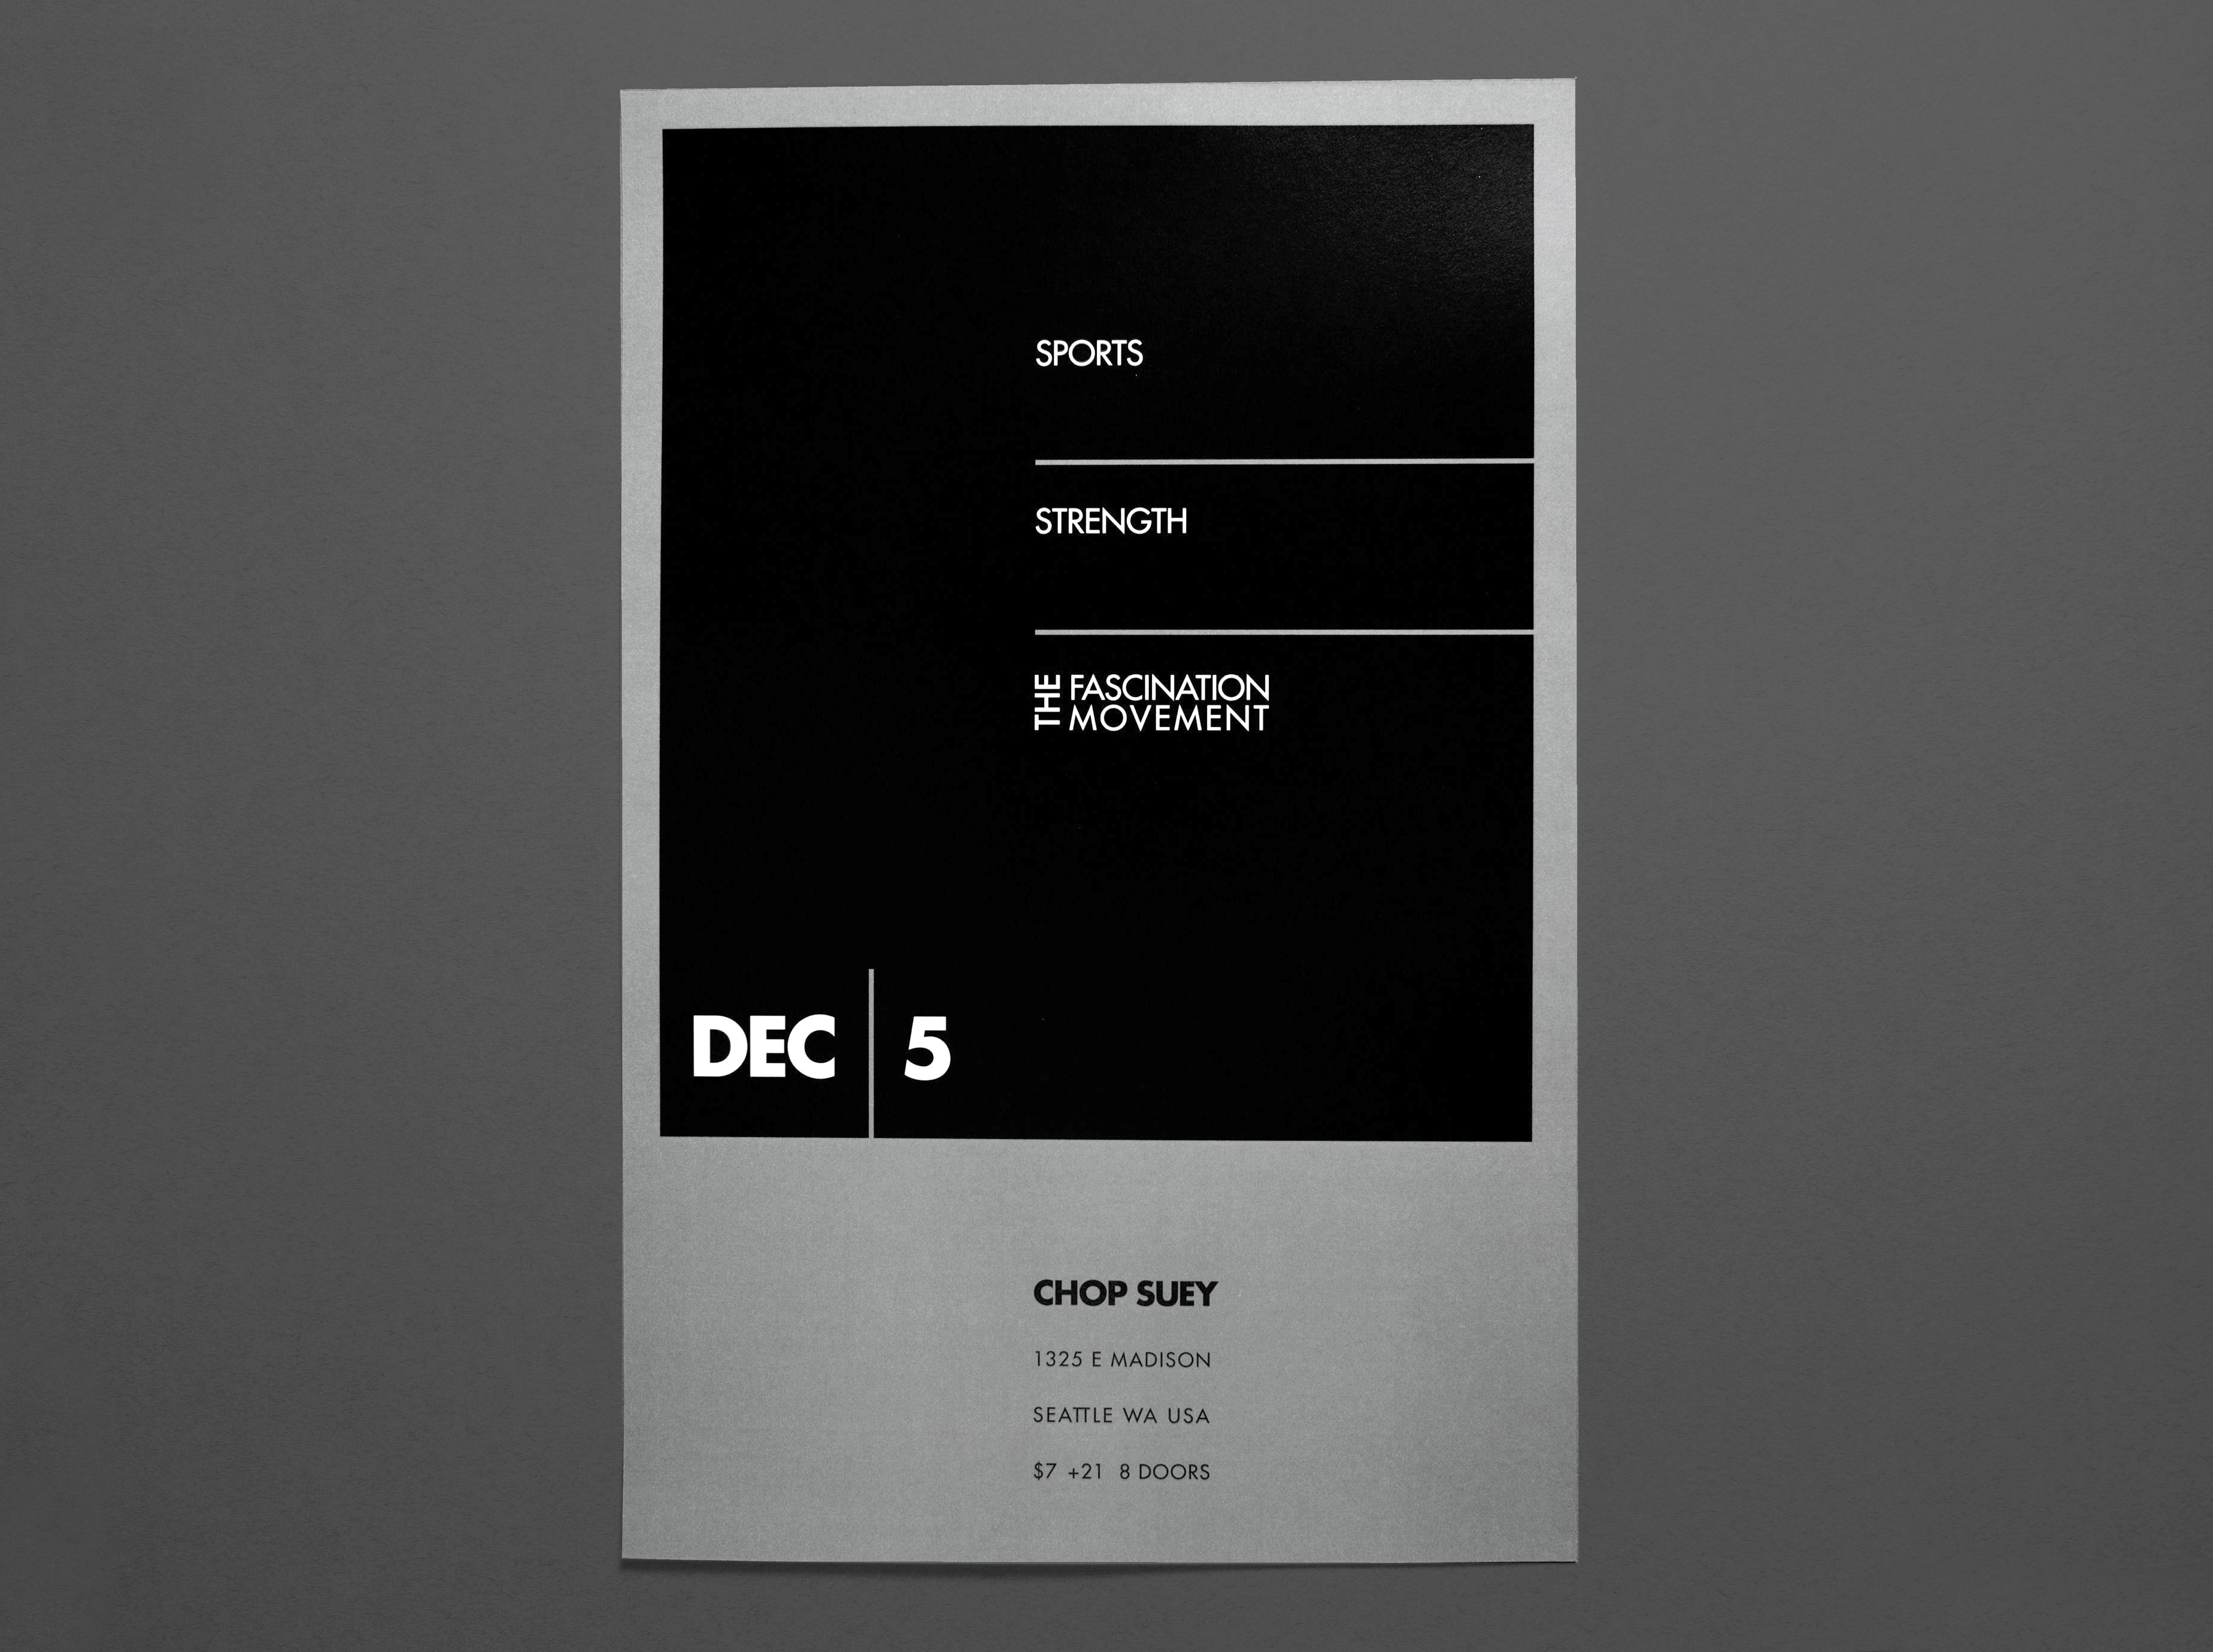 SPORTS
STRENGTH
THE
FASCINATION
MOVEMENT
DEC 5
CHOP SUEY
1325 E MADISON
SEATTLE WA USA
$7 +21 8 DOORS